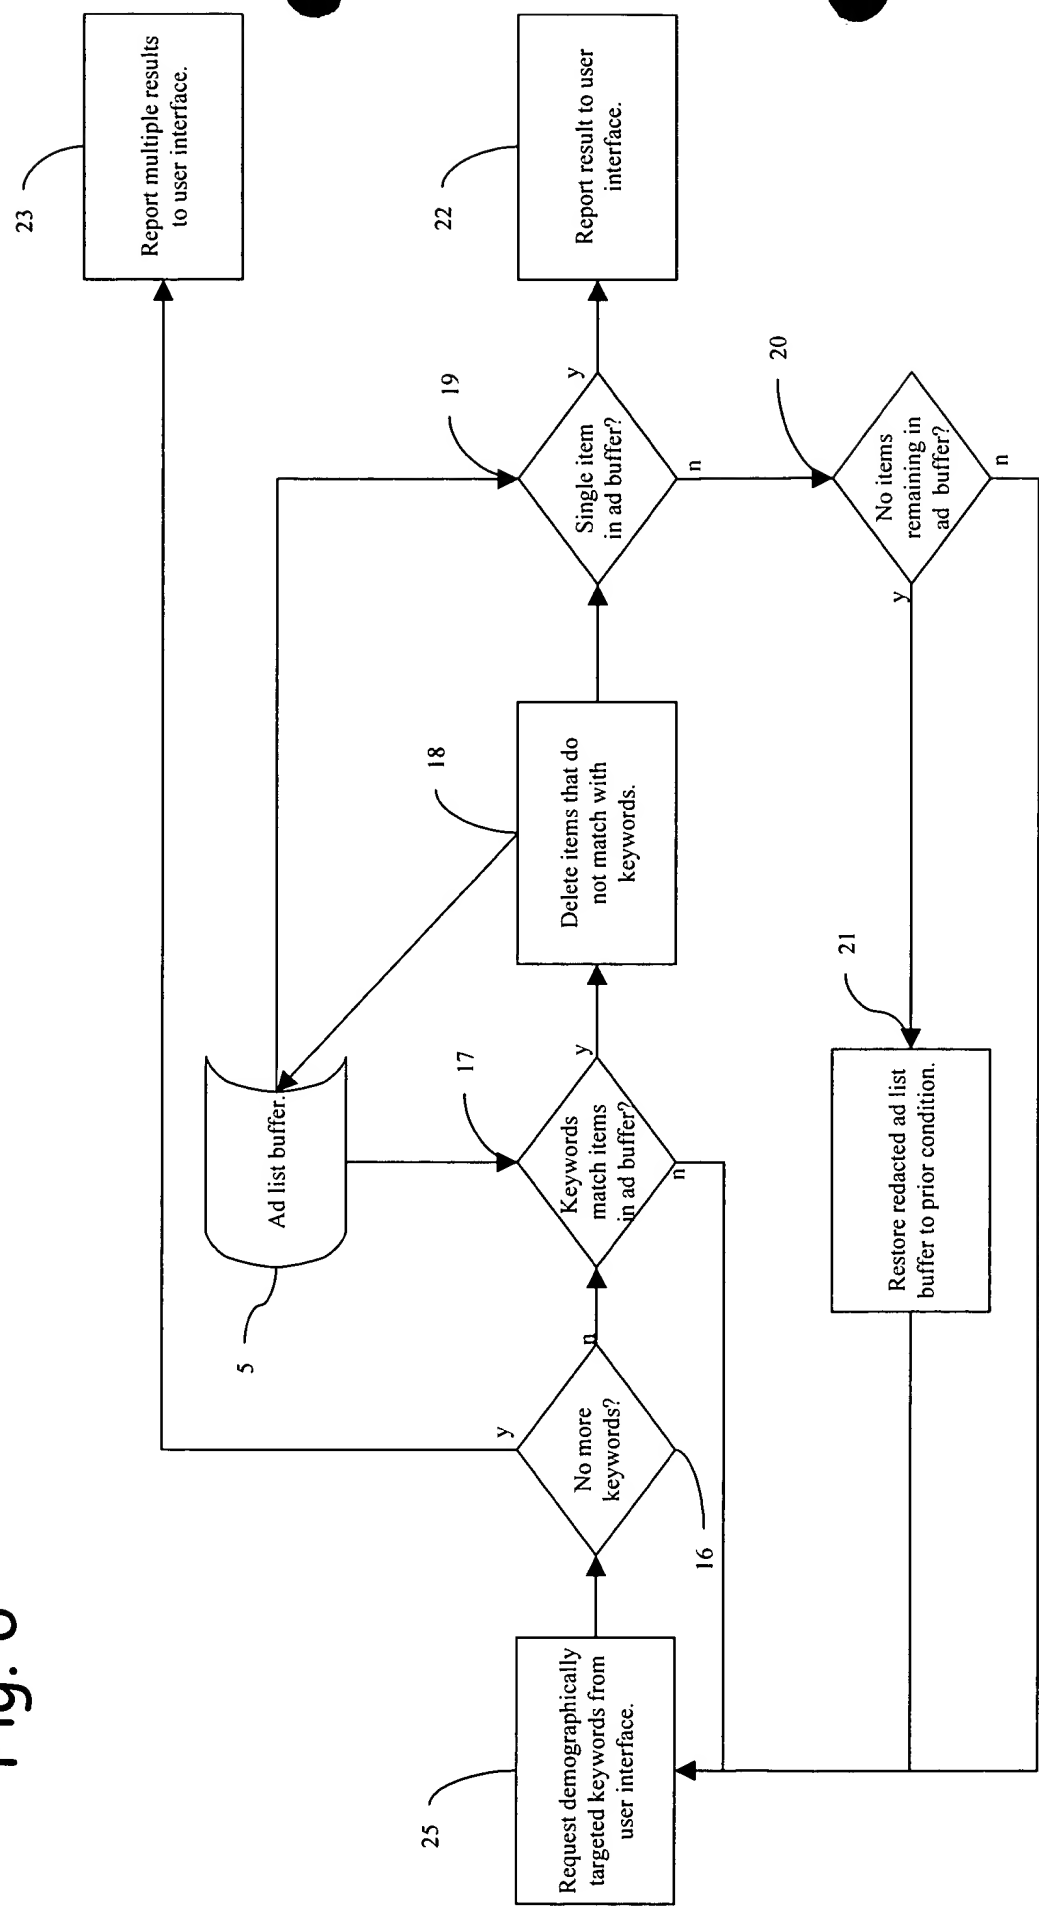 Fig.
23
Report multiple results
to user interface.
5
Ad list buffer.
25
Request demographically
targeted keywords from
user interface.
16
No more
keywords?
y
n
17
Keywords
match items
in ad buffer?
y
n
18
Delete items that do
not match with
keywords.
19
Single item
in ad buffer?
y
n
22
Report result to user
interface.
21
Restore redacted ad list
buffer to prior condition.
20
No items
remaining in
ad buffer?
y
n